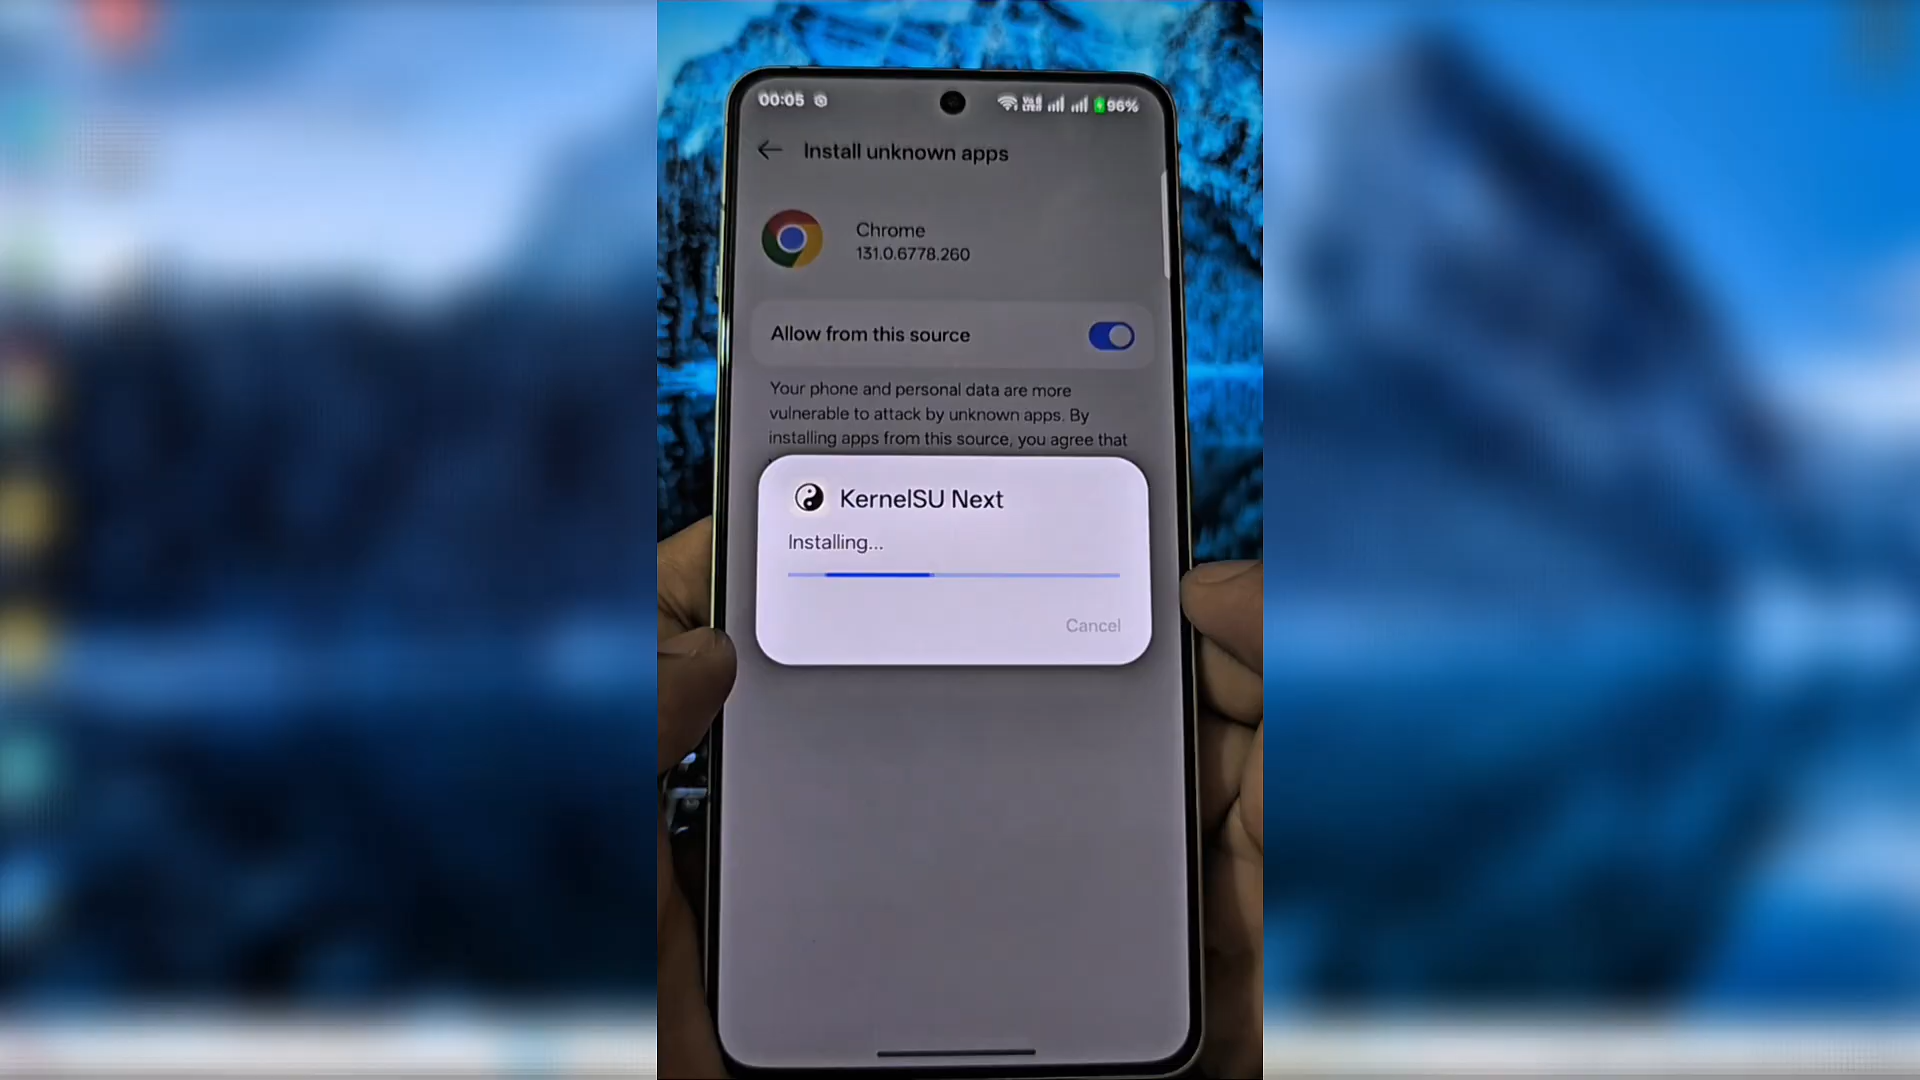 00:05
96%
Install unknown apps
Chrome
131.0.6778.260
Allow from this source
Your phone and personal data are more
vulnerable to attack by unknown apps. By
installing apps from this source, you agree that
KernelSU Next
Installing...
Cancel